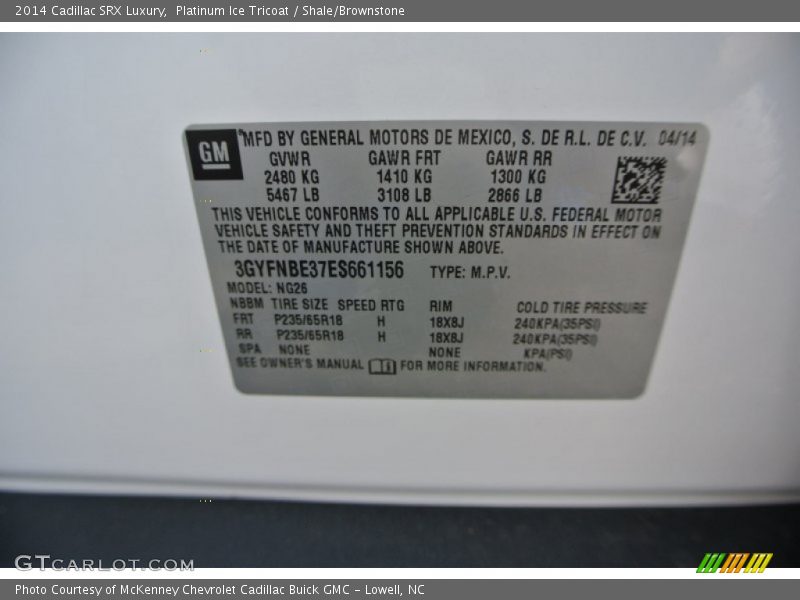 2014 Cadillac SRX Luxury, Platinum Ice Tricoat / Shale/Brownstone
GM
MFD BY GENERAL MOTORS DE MEXICO, S. DE R.L. DE C.V. 04/14
GVWR GAWR FRT GAWR RR
2480 KG 1410 KG 1300 KG
5467 LB 3108 LB 2866 LB
THIS VEHICLE CONFORMS TO ALL APPLICABLE U.S. FEDERAL MOTOR
VEHICLE SAFETY AND THEFT PREVENTION STANDARDS IN EFFECT ON
THE DATE OF MANUFACTURE SHOWN ABOVE.
3GYFNBE37ES661156 TYPE: M.P.V.
MODEL: NG26
NBBM TIRE SIZE SPEED RTG RIM COLD TIRE PRESSURE
FRT P235/65R18 H 18X8J 240KPA(35PSI)
RR P235/65R18 H 18X8J 240KPA(35PSI)
SPA NONE NONE KPA(PSI)
SEE OWNER'S MANUAL FOR MORE INFORMATION.
GTCARLOT.COM
Photo Courtesy of McKenney Chevrolet Cadillac Buick GMC - Lowell, NC